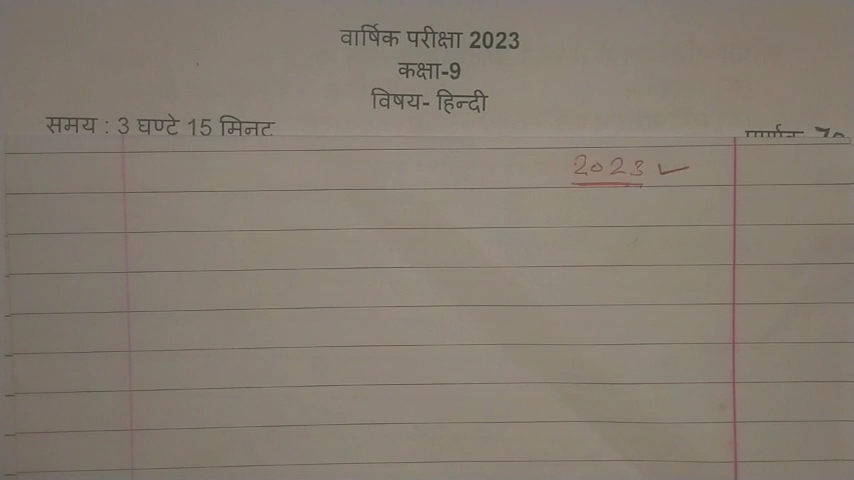 वार्षिक परीक्षा 2023
कक्षा-9
विषय- हिन्दी
समय : 3 घण्टे 15 मिनट
2023